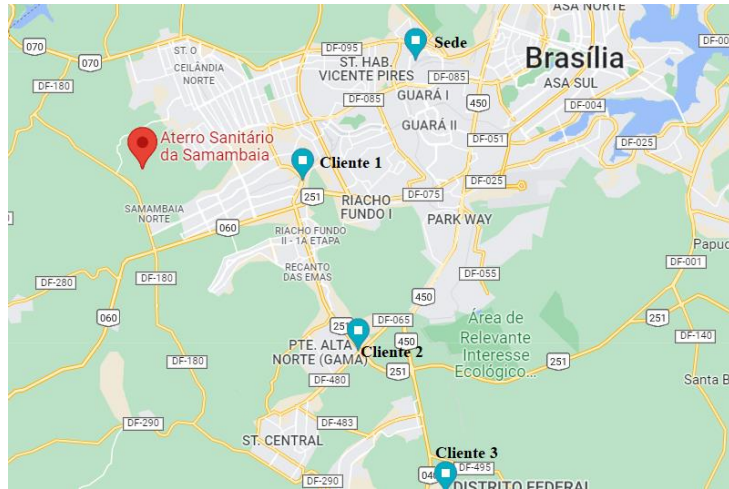 ASA NORTE
070
DF-095
Sede
DF-00
ST. O
CEILÂNDIA
NORTE
ST. HAB.
VICENTE PIRES
Brasília
ASA SUL
070
DF-180
DF-085
DF-085
GUARÁ I
450
DF-004
GUARÁ II
DF-051
DF-025
Aterro Sanitário
da Samambaia
Cliente 1
DF-025
DF-075
251
SAMAMBAIA
NORTE
RIACHO
FUNDO I
PARK WAY
060
RIACHO FUNDO
II - 1A ETAPA
Papuc
RECANTO
DAS EMAS
DF-001
DF-280
DF-180
DF-055
450
060
DF-065
251
Área de
Relevante
Interesse
Ecológico...
251
DF-140
PTE. ALTA
NORTE (GAMA)
450
Cliente 2
DF-180
251
DF-480
Santa B
DF-290
DF-483
ST. CENTRAL
Cliente 3
DF-290
040
DF-495
DISTRITO FEDERAL